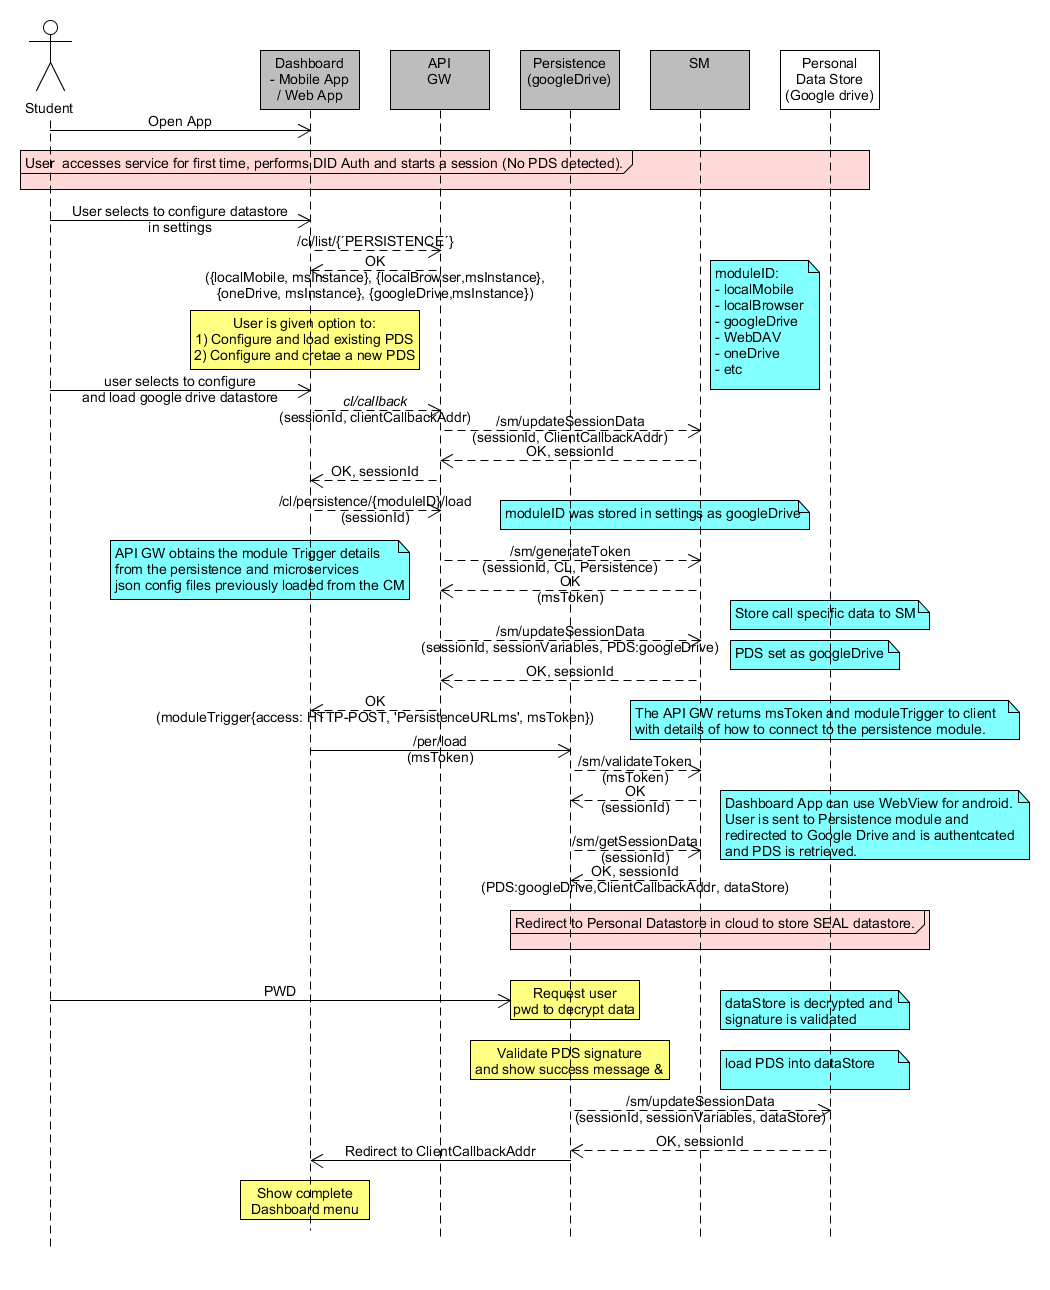 Student
Dashboard
- Mobile App
/ Web App
API
GW
Persistence
(googleDrive)
SM
Personal
Data Store
(Google drive)
Open App
User  accesses service for first time, performs DID Auth and starts a session (No PDS detected).
User selects to configure datastore
in settings
/cl/list/{´PERSISTENCE´}
OK
({localMobile, msInstance}, {localBrowser,msInstance},
{oneDrive, msInstance}, {googleDrive,msInstance})
moduleID:
- localMobile
- localBrowser
- googleDrive
- WebDAV
- oneDrive
- etc
User is given option to:
1) Configure and load existing PDS
2) Configure and cretae a new PDS
user selects to configure
and load google drive datastore
cl/callback
(sessionId, clientCallbackAddr)
/sm/updateSessionData
(sessionId, ClientCallbackAddr)
OK, sessionId
OK, sessionId
/cl/persistence/{moduleID}/load
(sessionId)
moduleID was stored in settings as googleDrive
API GW obtains the module Trigger details
from the persistence and microservices
json config files previously loaded from the CM
/sm/generateToken
(sessionId, CL, Persistence)
OK
(msToken)
Store call specific data to SM
/sm/updateSessionData
(sessionId, sessionVariables, PDS:googleDrive)
PDS set as googleDrive
OK, sessionId
OK
(moduleTrigger{access: HTTP-POST, 'PersistenceURLms', msToken})
The API GW returns msToken and moduleTrigger to client
with details of how to connect to the persistence module.
/per/load
(msToken)
/sm/validateToken
(msToken)
OK
(sessionId)
Dashboard App can use WebView for android.
User is sent to Persistence module and
redirected to Google Drive and is authentcated
and PDS is retrieved.
/sm/getSessionData
(sessionId)
OK, sessionId
(PDS:googleDrive,ClientCallbackAddr, dataStore)
Redirect to Personal Datastore in cloud to store SEAL datastore.
PWD
Request user
pwd to decrypt data
dataStore is decrypted and
signature is validated
Validate PDS signature
and show success message &
load PDS into dataStore
/sm/updateSessionData
(sessionId, sessionVariables, dataStore)
OK, sessionId
Redirect to ClientCallbackAddr
Show complete
Dashboard menu